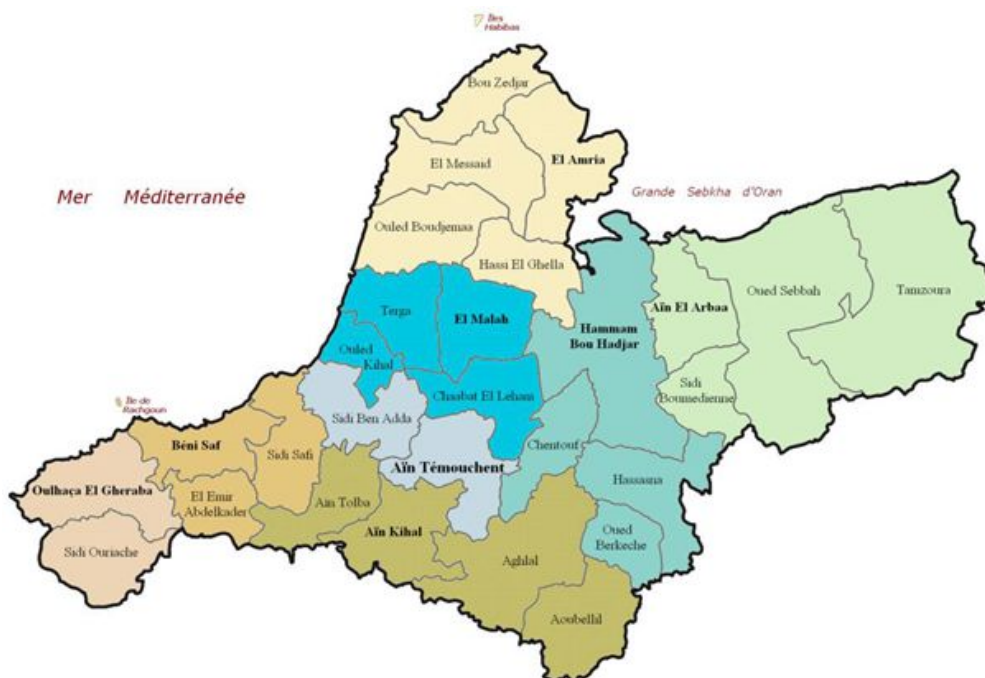 Îles
Habibas
Bou Zedjar
El Messaid
El Amria
Mer Méditerranée
Grande Sebkha d'Oran
Ouled Boudjemaa
Hassi El Ghella
Oued Sebbah
Tamzoura
Terga
El Malah
Aïn El Arbaa
Hammam
Bou Hadjar
Ouled
Kihal
Chaabat El Leham
Sidi
Boumedienne
Île de
Rachgoun
Sidi Ben Adda
Béni Saf
Sidi Safi
Chentouf
Aïn Témouchent
Hassasna
Oulhaça El Gheraba
El Emir
Abdelkader
Ain Tolba
Aïn Kihal
Oued
Berkeche
Sidi Ouriache
Aghlal
Aoubellil